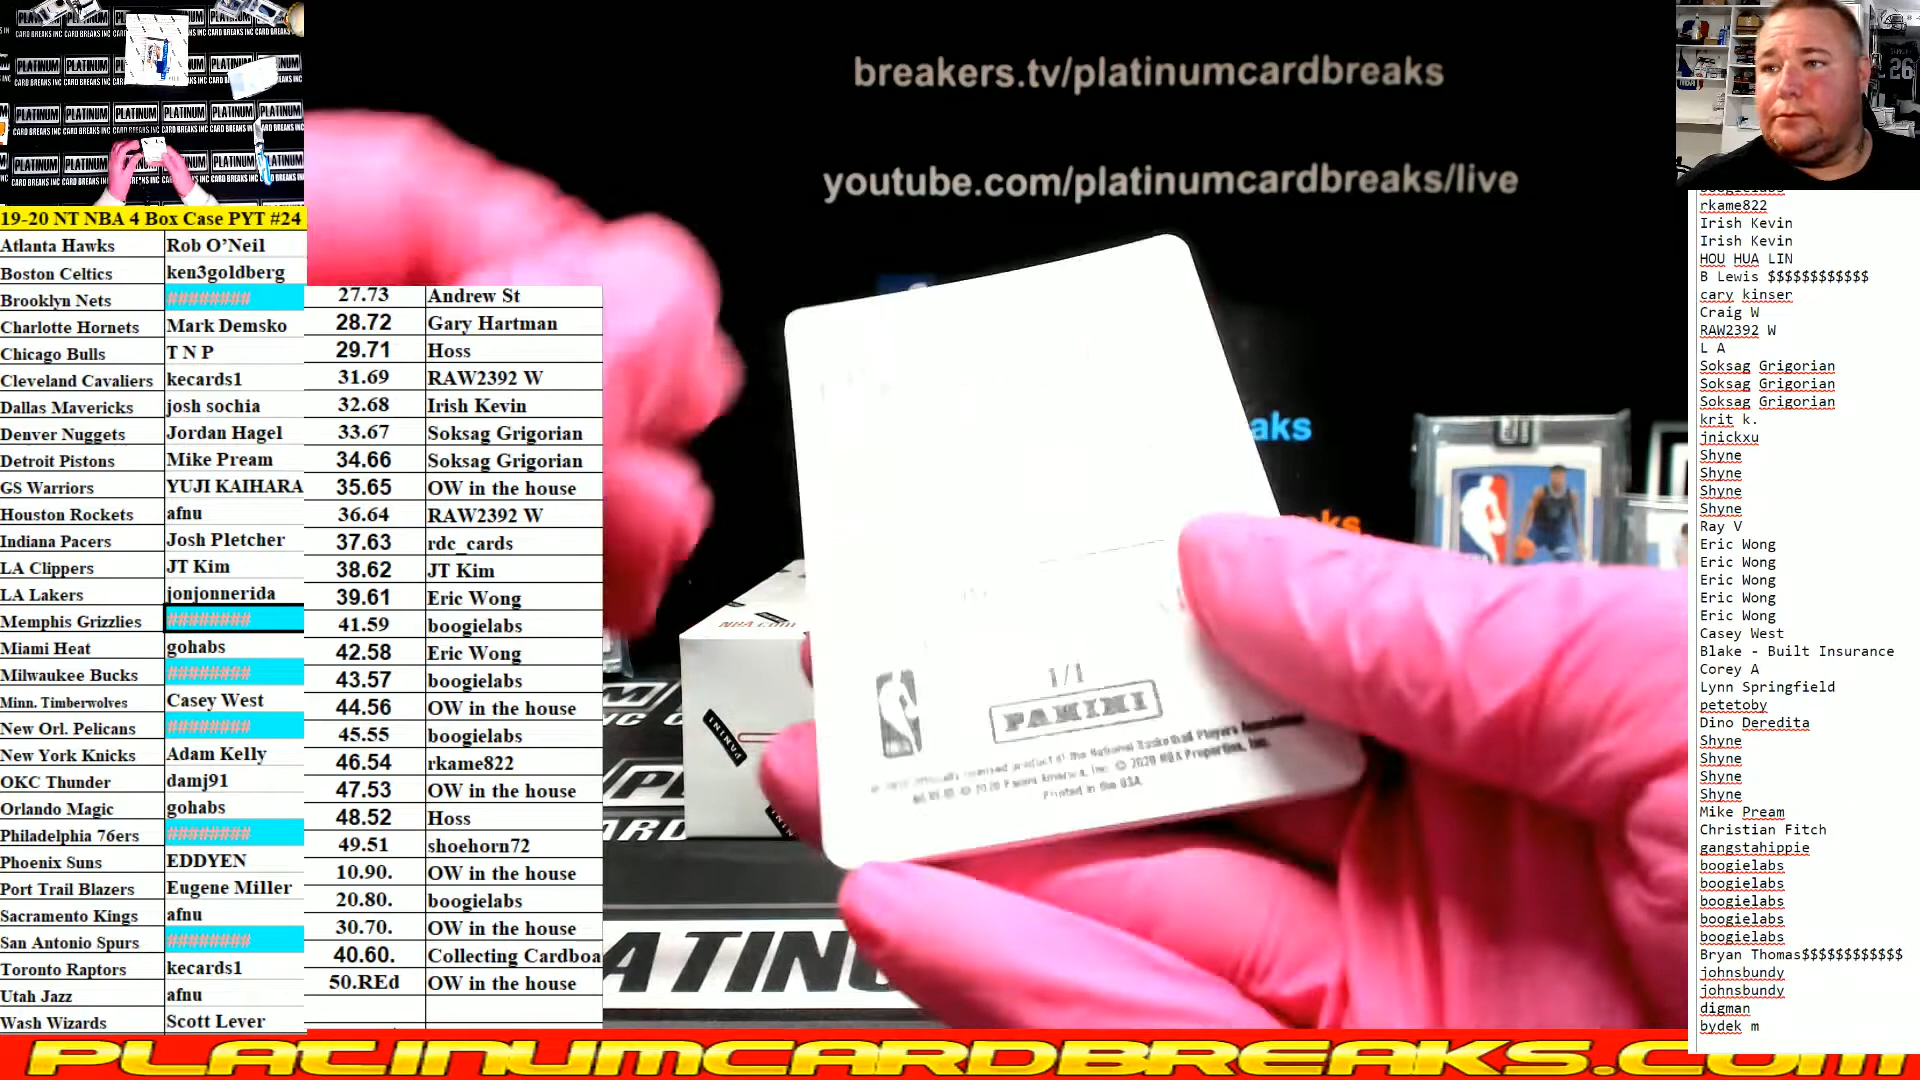 breakers.tv/platinumcardbreaks
youtube.com/platinumcardbreaks/live
19-20 NT NBA 4 Box Case PYT #24
Atlanta Hawks Rob O'Neil
Boston Celtics ken3goldberg
Brooklyn Nets ########
Charlotte Hornets Mark Demsko
Chicago Bulls T N P
Cleveland Cavaliers kecards1
Dallas Mavericks josh sochia
Denver Nuggets Jordan Hagel
Detroit Pistons Mike Pream
GS Warriors YUJI KAIHARA
Houston Rockets afnu
Indiana Pacers Josh Pletcher
LA Clippers JT Kim
LA Lakers jonjonnerida
Memphis Grizzlies ########
Miami Heat gohabs
Milwaukee Bucks ########
Minn. Timberwolves Casey West
New Orl. Pelicans ########
New York Knicks Adam Kelly
OKC Thunder damj91
Orlando Magic gohabs
Philadelphia 76ers ########
Phoenix Suns EDDYEN
Port Trail Blazers Eugene Miller
Sacramento Kings afnu
San Antonio Spurs ########
Toronto Raptors kecards1
Utah Jazz afnu
Wash Wizards Scott Lever
27.73 Andrew St
28.72 Gary Hartman
29.71 Hoss
31.69 RAW2392 W
32.68 Irish Kevin
33.67 Soksag Grigorian
34.66 Soksag Grigorian
35.65 OW in the house
36.64 RAW2392 W
37.63 rdc_cards
38.62 JT Kim
39.61 Eric Wong
41.59 boogielabs
42.58 Eric Wong
43.57 boogielabs
44.56 OW in the house
45.55 boogielabs
46.54 rkame822
47.53 OW in the house
48.52 Hoss
49.51 shoehorn72
10.90. OW in the house
20.80. boogielabs
30.70. OW in the house
40.60. Collecting Cardboa
50.REd OW in the house
1/1
PANINI
Printed in the USA.
PANINI
aks
boogielabs
rkame822
Irish Kevin
Irish Kevin
HOU HUA LIN
B Lewis $$$$$$$$$$$$
cary kinser
Craig W
RAW2392 W
L A
Soksag Grigorian
Soksag Grigorian
Soksag Grigorian
krit k.
jnickxu
Shyne
Shyne
Shyne
Shyne
Ray V
Eric Wong
Eric Wong
Eric Wong
Eric Wong
Eric Wong
Casey West
Blake - Built Insurance
Corey A
Lynn Springfield
petetoby
Dino Deredita
Shyne
Shyne
Shyne
Shyne
Mike Pream
Christian Fitch
gangstahippie
boogielabs
boogielabs
boogielabs
boogielabs
boogielabs
Bryan Thomas$$$$$$$$$$$$
johnsbundy
johnsbundy
digman
bydek m
PLATINUMCARDBREAKS.COM